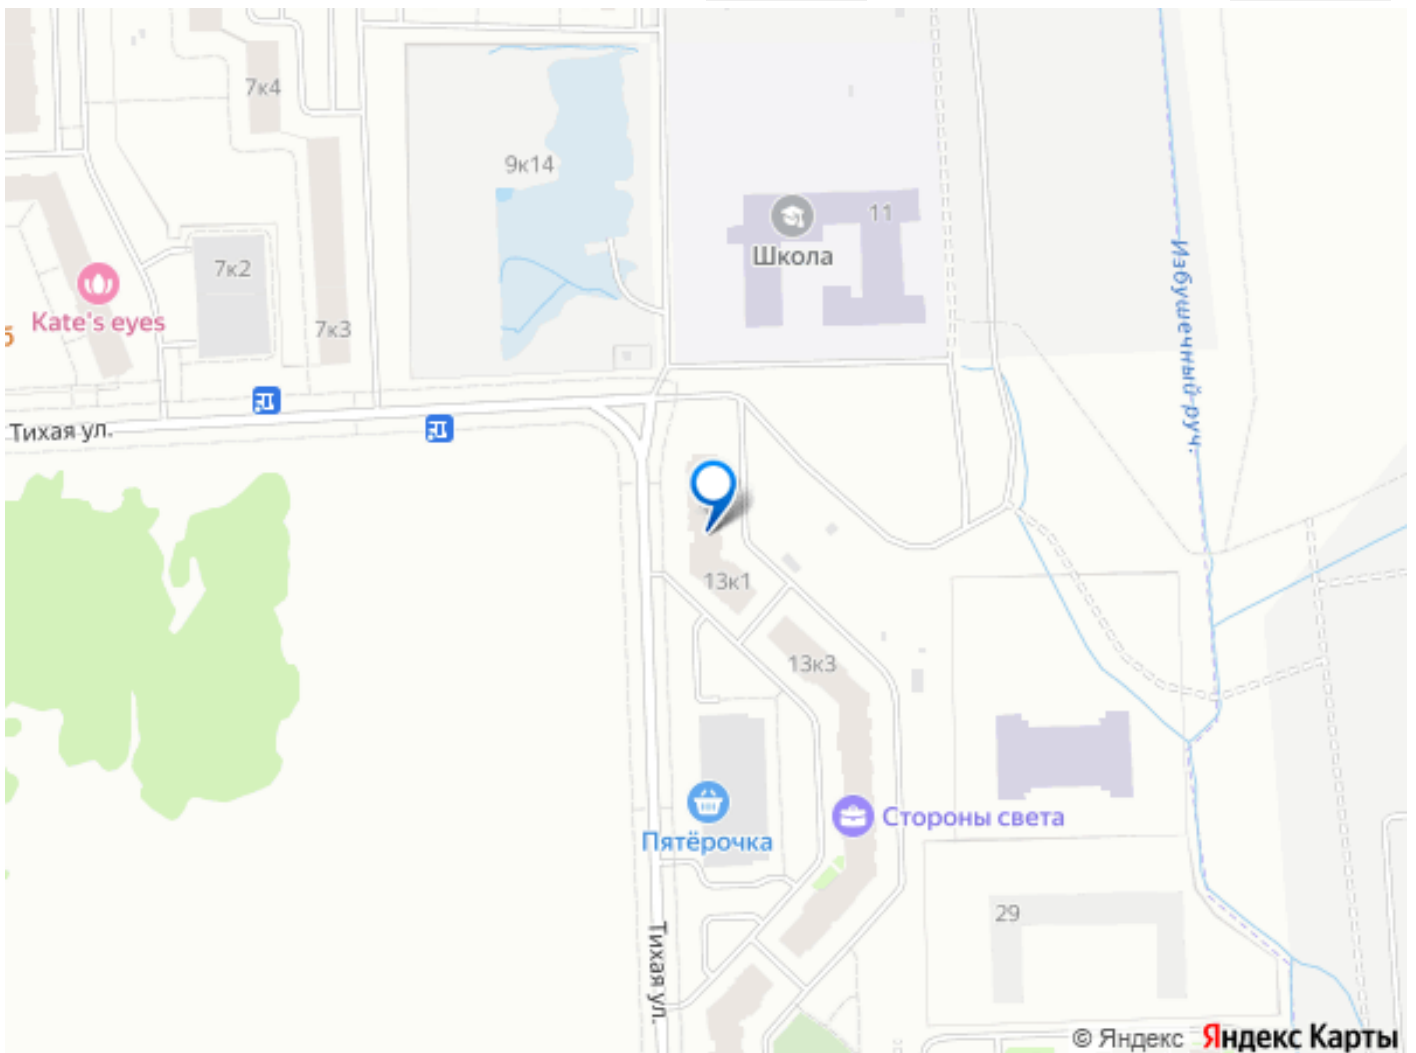 7к4
9к14
11
Школа
7к2
Kate's eyes
7к3
б
Избушечный руч.
Тихая ул.
13к1
13к3
Стороны света
Пятёрочка
29
Тихая ул.
© Яндекс Яндекс Карты